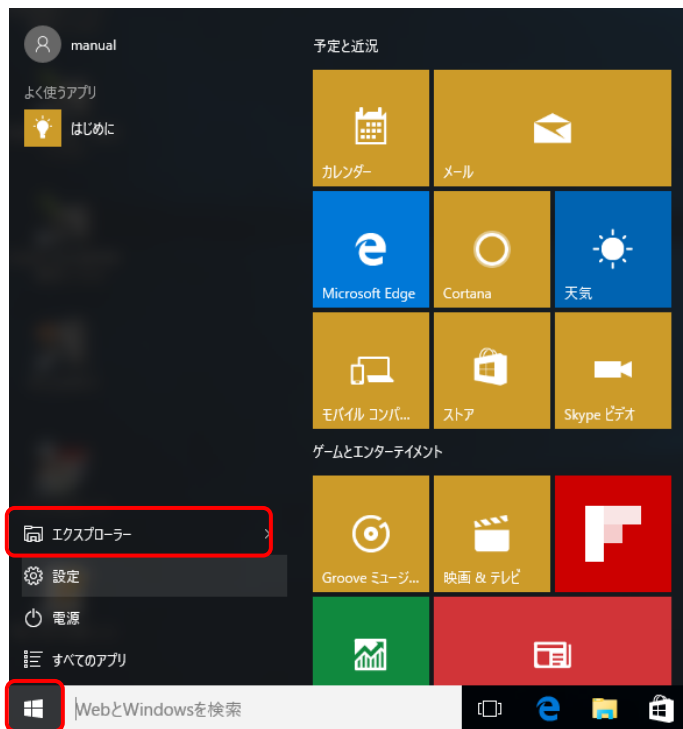 manual
よく使うアプリ
はじめに
エクスプローラー
設定
電源
すべてのアプリ
予定と近況
カレンダー
メール
Microsoft Edge
Cortana
天気
モバイル コンパ...
ストア
Skype ビデオ
ゲームとエンターテイメント
Groove ミュージ...
映画 & テレビ
WebとWindowsを検索